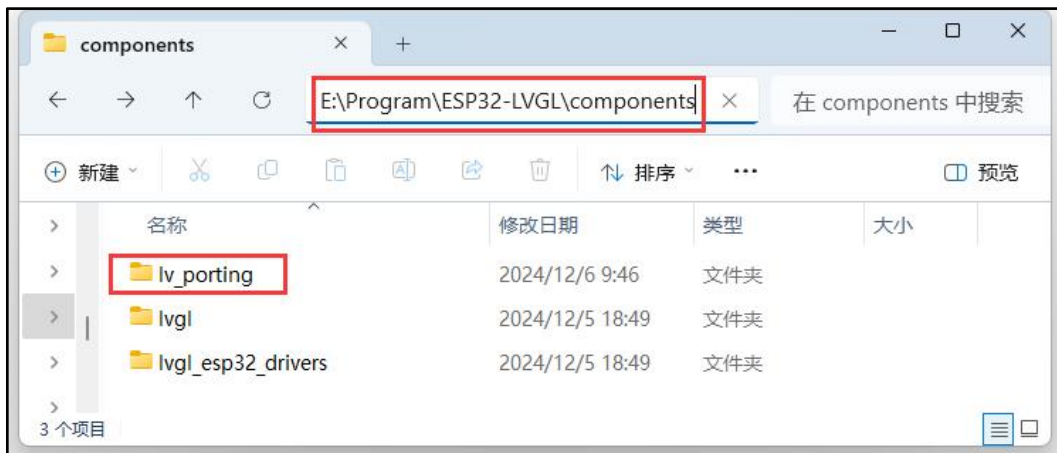 components
E:\Program\ESP32-LVGL\components
在 components 中搜索
新建
排序
预览
名称 修改日期 类型 大小
lv_porting 2024/12/6 9:46 文件夹
lvgl 2024/12/5 18:49 文件夹
lvgl_esp32_drivers 2024/12/5 18:49 文件夹
3 个项目